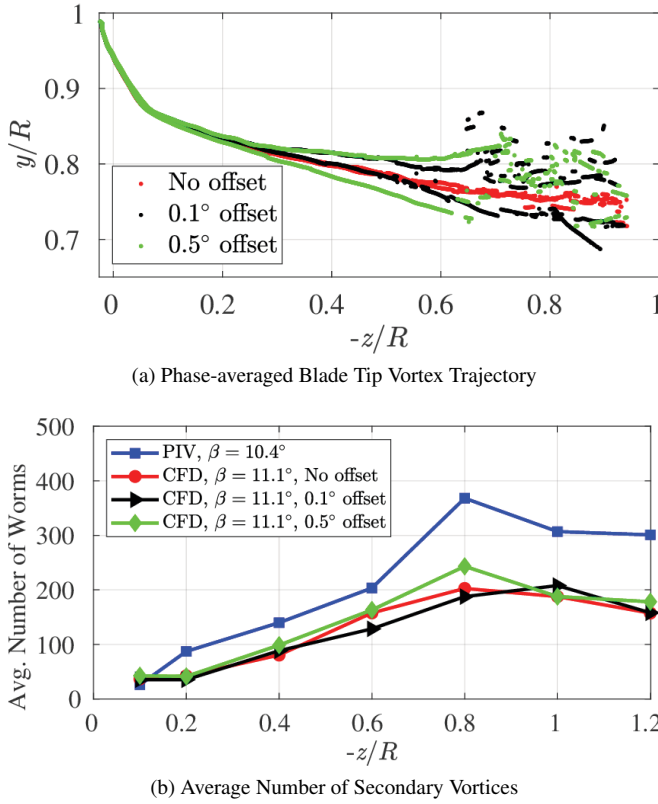 1
0.9
0.8
0.7
y/R
No offset
0.1° offset
0.5° offset
0 0.2 0.4 0.6 0.8 1
-z/R
(a) Phase-averaged Blade Tip Vortex Trajectory
500
400
300
200
100
0
Avg. Number of Worms
PIV, β = 10.4°
CFD, β = 11.1°, No offset
CFD, β = 11.1°, 0.1° offset
CFD, β = 11.1°, 0.5° offset
0 0.2 0.4 0.6 0.8 1 1.2
-z/R
(b) Average Number of Secondary Vortices